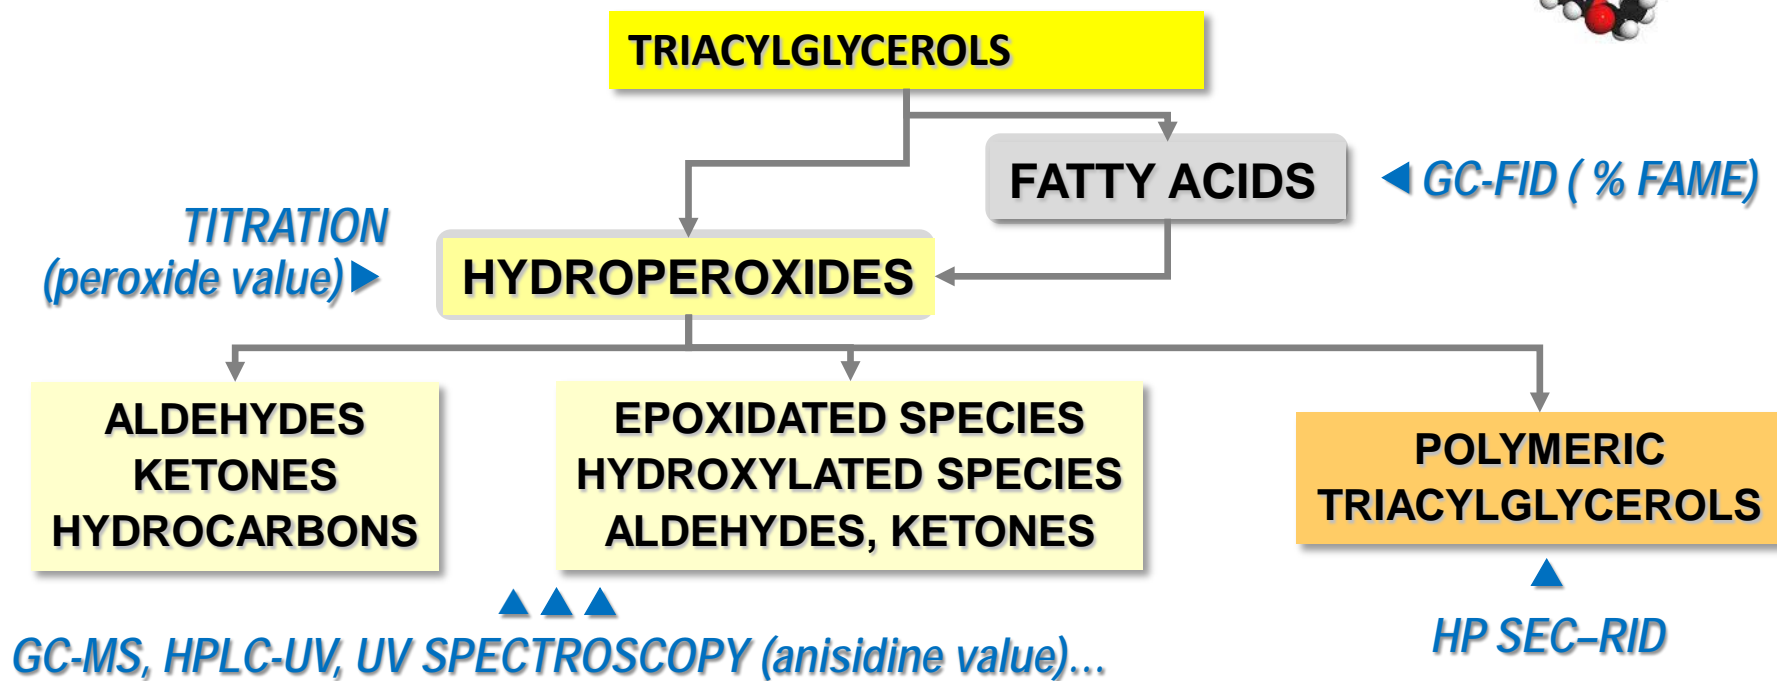 TRIACYLGLYCEROLS
FATTY ACIDS
GC-FID ( % FAME)
TITRATION
(peroxide value)
HYDROPEROXIDES
ALDEHYDES
KETONES
HYDROCARBONS
EPOXIDATED SPECIES
HYDROXYLATED SPECIES
ALDEHYDES, KETONES
POLYMERIC
TRIACYLGLYCEROLS
GC-MS, HPLC-UV, UV SPECTROSCOPY (anisidine value)...
HP SEC–RID